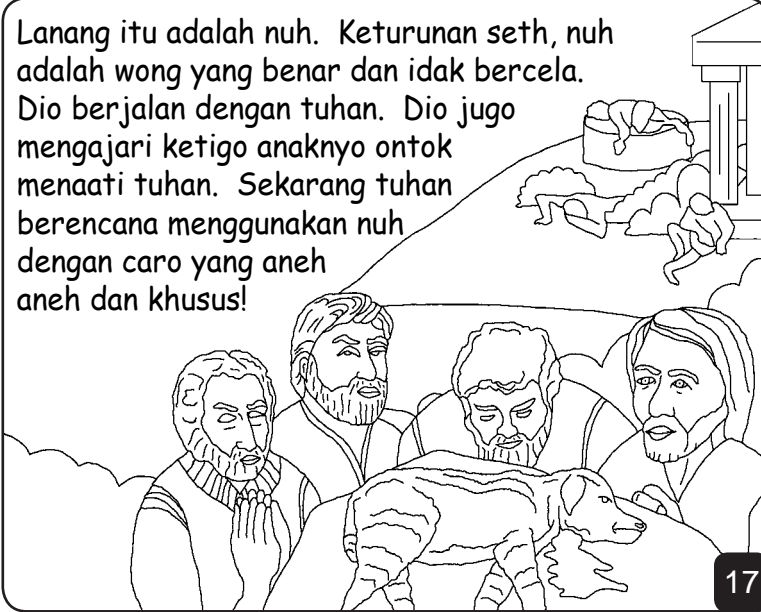 Lanang itu adalah nuh. Keturunan seth, nuh
adalah wong yang benar dan idak bercela.
Dio berjalan dengan tuhan. Dio jugo
mengajari ketigo anaknyo ontok
menaati tuhan. Sekarang tuhan
berencana menggunakan nuh
dengan caro yang aneh
aneh dan khusus!
17